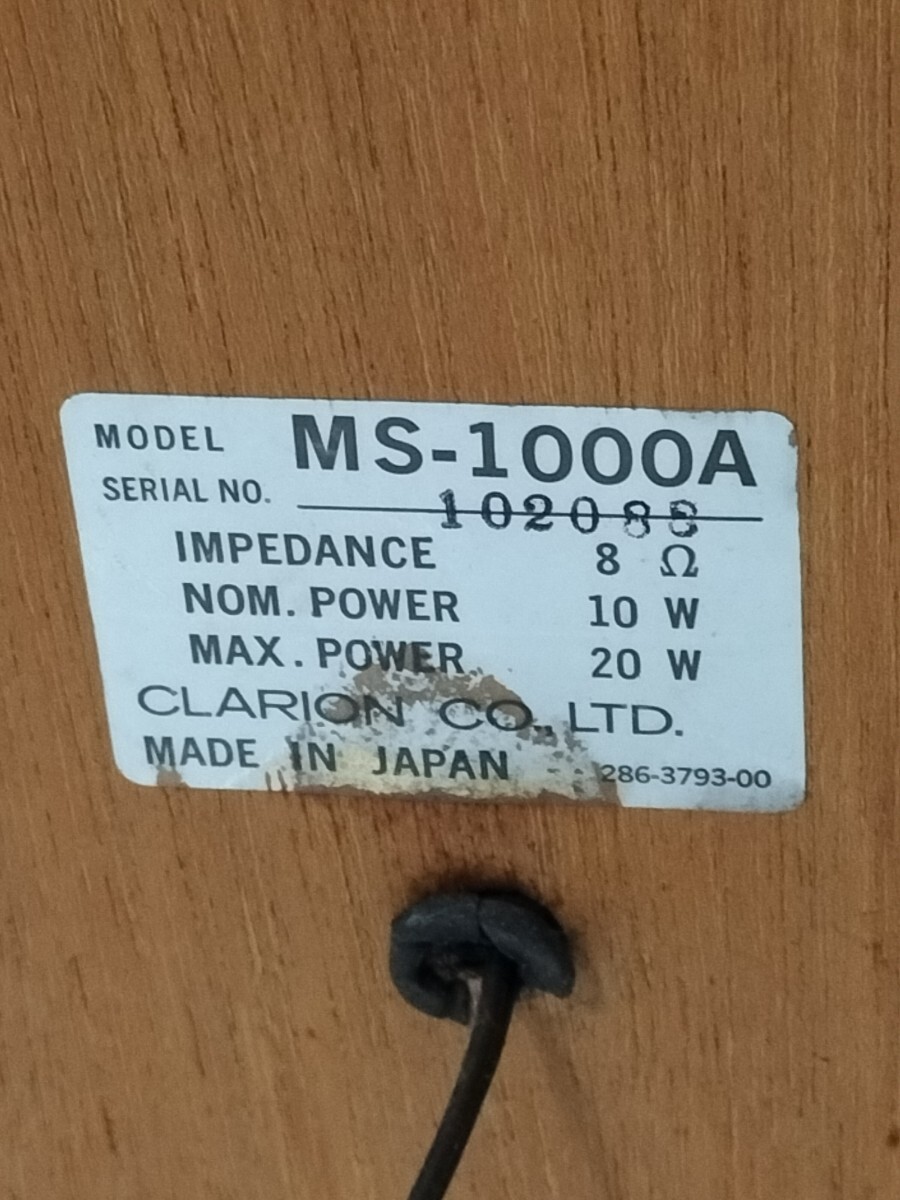 MODEL MS-1000A
SERIAL NO. 102088
IMPEDANCE 8 Ω
NOM. POWER 10 W
MAX. POWER 20 W
CLARION CO., LTD.
MADE IN JAPAN 286-3793-00